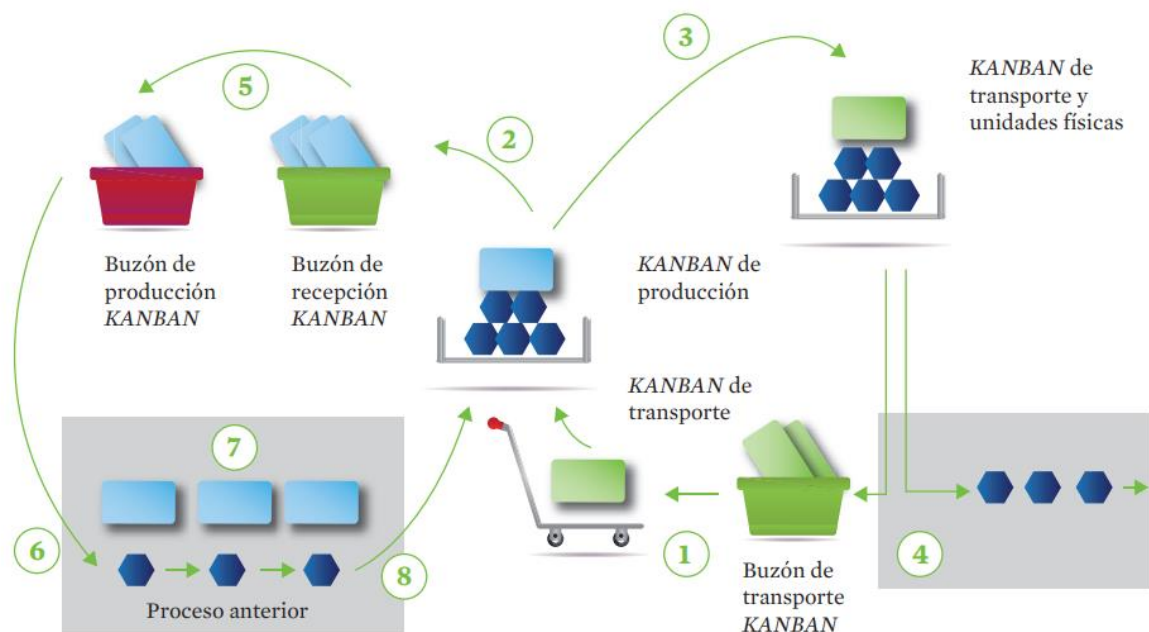 3
KANBAN de
transporte y
unidades físicas
5
2
Buzón de
producción
KANBAN
Buzón de
recepción
KANBAN
KANBAN de
producción
KANBAN de
transporte
7
6
8
1
4
Proceso anterior
Buzón de
transporte
KANBAN